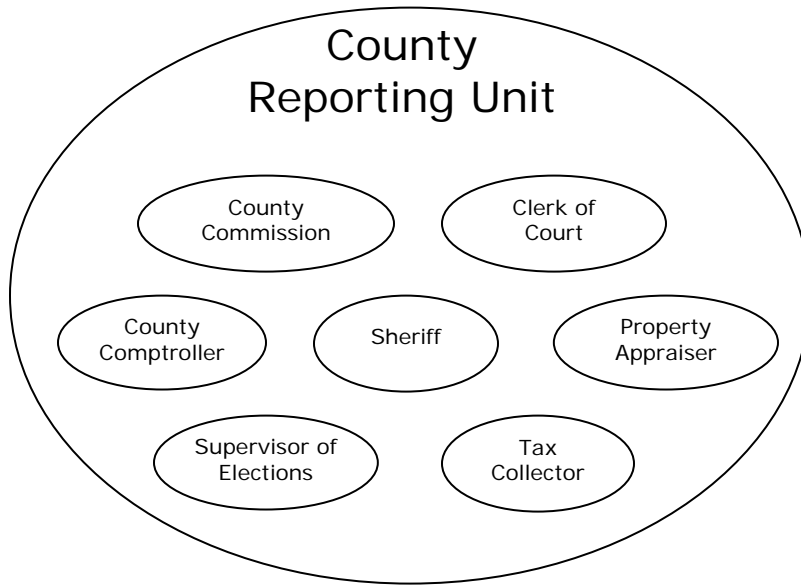 County
Reporting Unit
County
Commission
Clerk of
Court
County
Comptroller
Sheriff
Property
Appraiser
Supervisor of
Elections
Tax
Collector